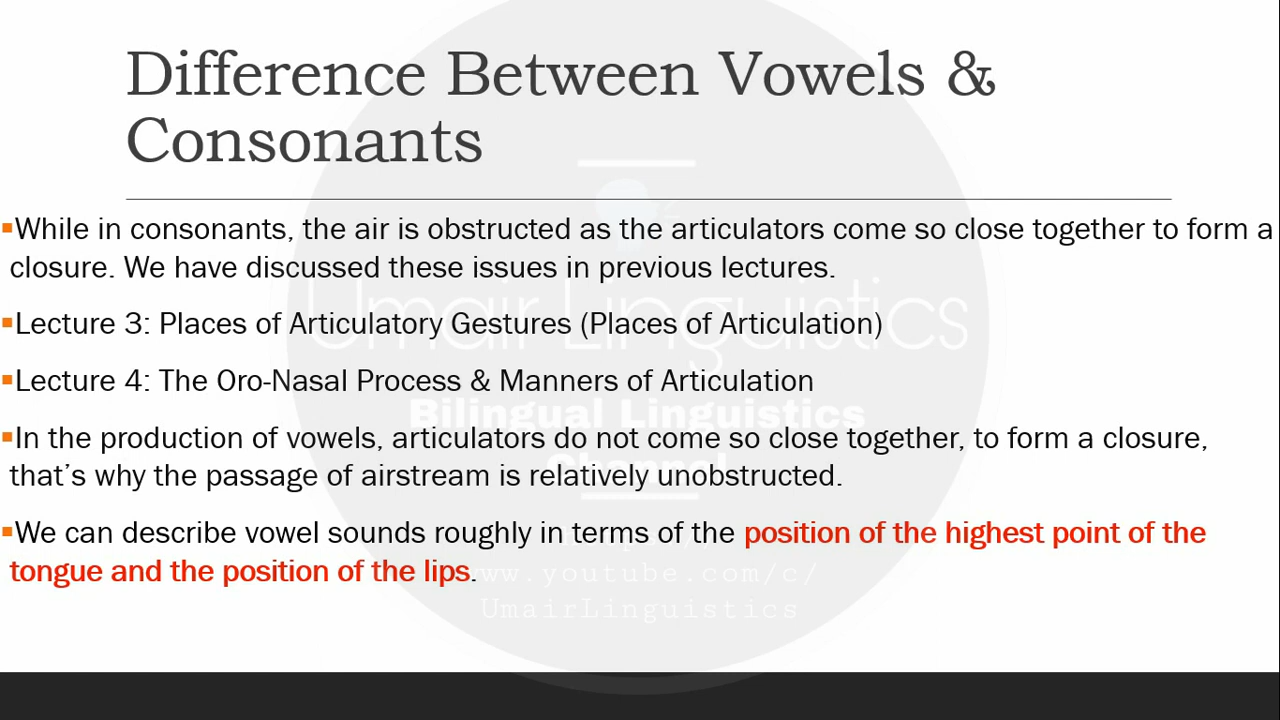 Difference Between Vowels &
Consonants
▪While in consonants, the air is obstructed as the articulators come so close together to form a
closure. We have discussed these issues in previous lectures.
▪Lecture 3: Places of Articulatory Gestures (Places of Articulation)
▪Lecture 4: The Oro-Nasal Process & Manners of Articulation
▪In the production of vowels, articulators do not come so close together, to form a closure,
that's why the passage of airstream is relatively unobstructed.
▪We can describe vowel sounds roughly in terms of the position of the highest point of the
tongue and the position of the lips.
Umair Linguistics
Bilingual Linguistics
Channel
www.youtube.com/c/
UmairLinguistics